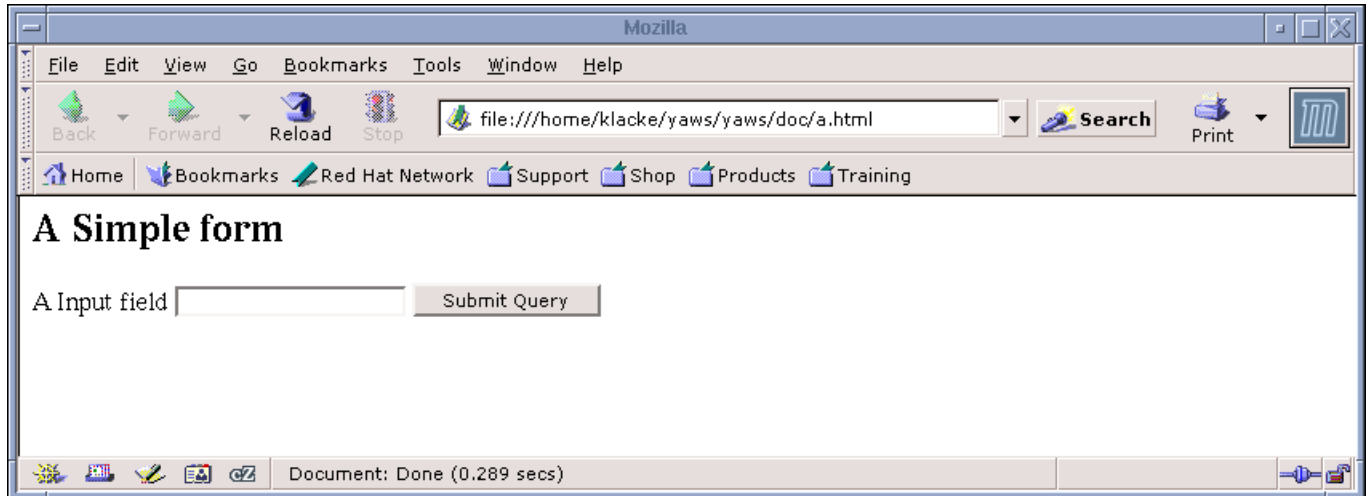 Mozilla
File Edit View Go Bookmarks Tools Window Help
Back Forward Reload Stop file:///home/klacke/yaws/yaws/doc/a.html Search Print
Home Bookmarks Red Hat Network Support Shop Products Training
A Simple form
A Input field Submit Query
Document: Done (0.289 secs)